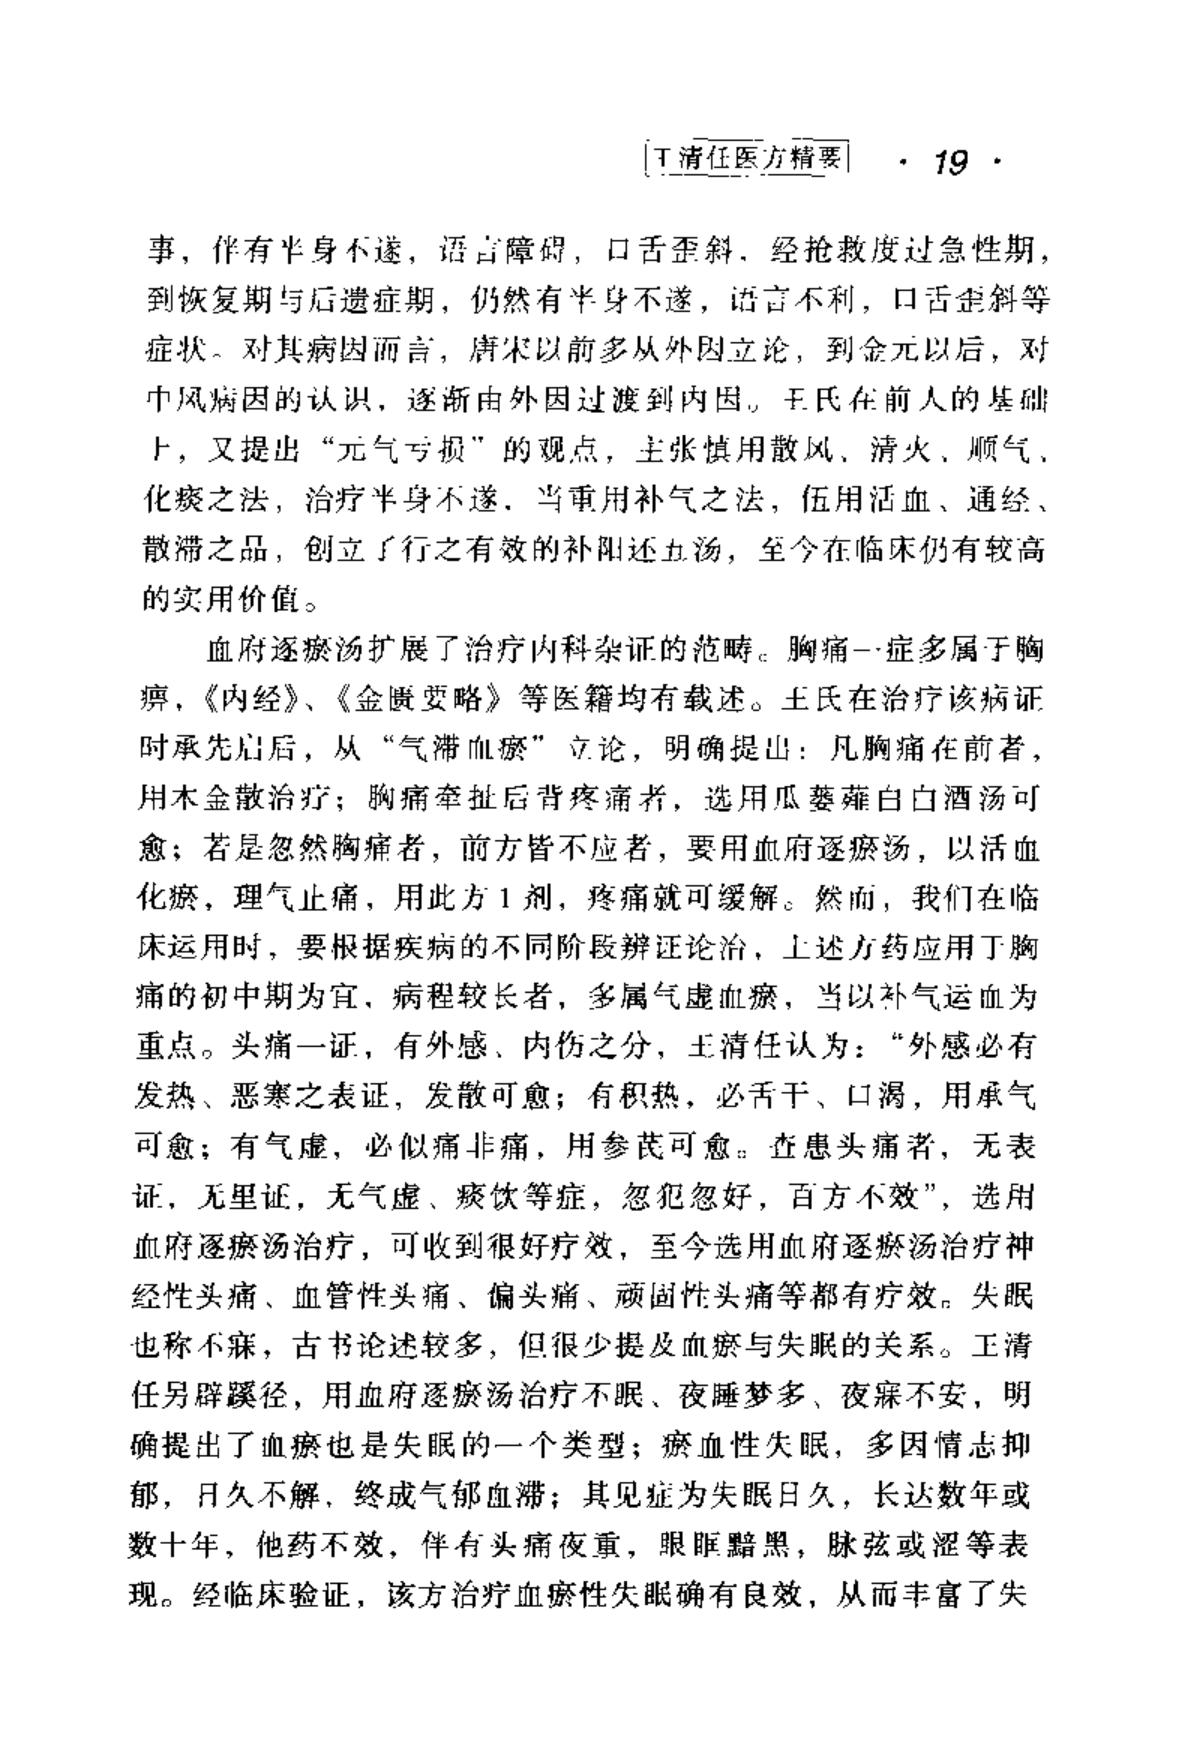 王清任医方精要 · 19 ·
事，伴有半身不遂，语言障碍，口舌歪斜．经抢救度过急性期，
到恢复期与后遗症期，仍然有半身不遂，语言不利，口舌歪斜等
症状。对其病因而言，唐宋以前多从外因立论，到金元以后，对
中风病因的认识，逐渐由外因过渡到内因。王氏在前人的基础
上，又提出“元气亏损”的观点，主张慎用散风、清火、顺气、
化痰之法，治疗半身不遂．当重用补气之法，伍用活血、通经、
散滞之品，创立了行之有效的补阳还五汤，至今在临床仍有较高
的实用价值。
血府逐瘀汤扩展了治疗内科杂证的范畴。胸痛一症多属于胸
痹，《内经》、《金匮要略》等医籍均有载述。王氏在治疗该病证
时承先启后，从“气滞血瘀”立论，明确提出：凡胸痛在前者，
用木金散治疗；胸痛牵扯后背疼痛者，选用瓜蒌薤白白酒汤可
愈；若是忽然胸痛者，前方皆不应者，要用血府逐瘀汤，以活血
化瘀，理气止痛，用此方1剂，疼痛就可缓解。然而，我们在临
床运用时，要根据疾病的不同阶段辨证论治，上述方药应用于胸
痛的初中期为宜，病程较长者，多属气虚血瘀，当以补气运血为
重点。头痛一证，有外感、内伤之分，王清任认为：“外感必有
发热、恶寒之表证，发散可愈；有积热，必舌干、口渴，用承气
可愈；有气虚，必似痛非痛，用参芪可愈。查患头痛者，无表
证，无里证，无气虚、痰饮等症，忽犯忽好，百方不效”，选用
血府逐瘀汤治疗，可收到很好疗效，至今选用血府逐瘀汤治疗神
经性头痛、血管性头痛、偏头痛、顽固性头痛等都有疗效。失眠
也称不寐，古书论述较多，但很少提及血瘀与失眠的关系。王清
任另辟蹊径，用血府逐瘀汤治疗不眠、夜睡梦多、夜寐不安，明
确提出了血瘀也是失眠的一个类型；瘀血性失眠，多因情志抑
郁，日久不解，终成气郁血滞；其见症为失眠日久，长达数年或
数十年，他药不效，伴有头痛夜重，眼眶黯黑，脉弦或涩等表
现。经临床验证，该方治疗血瘀性失眠确有良效，从而丰富了失